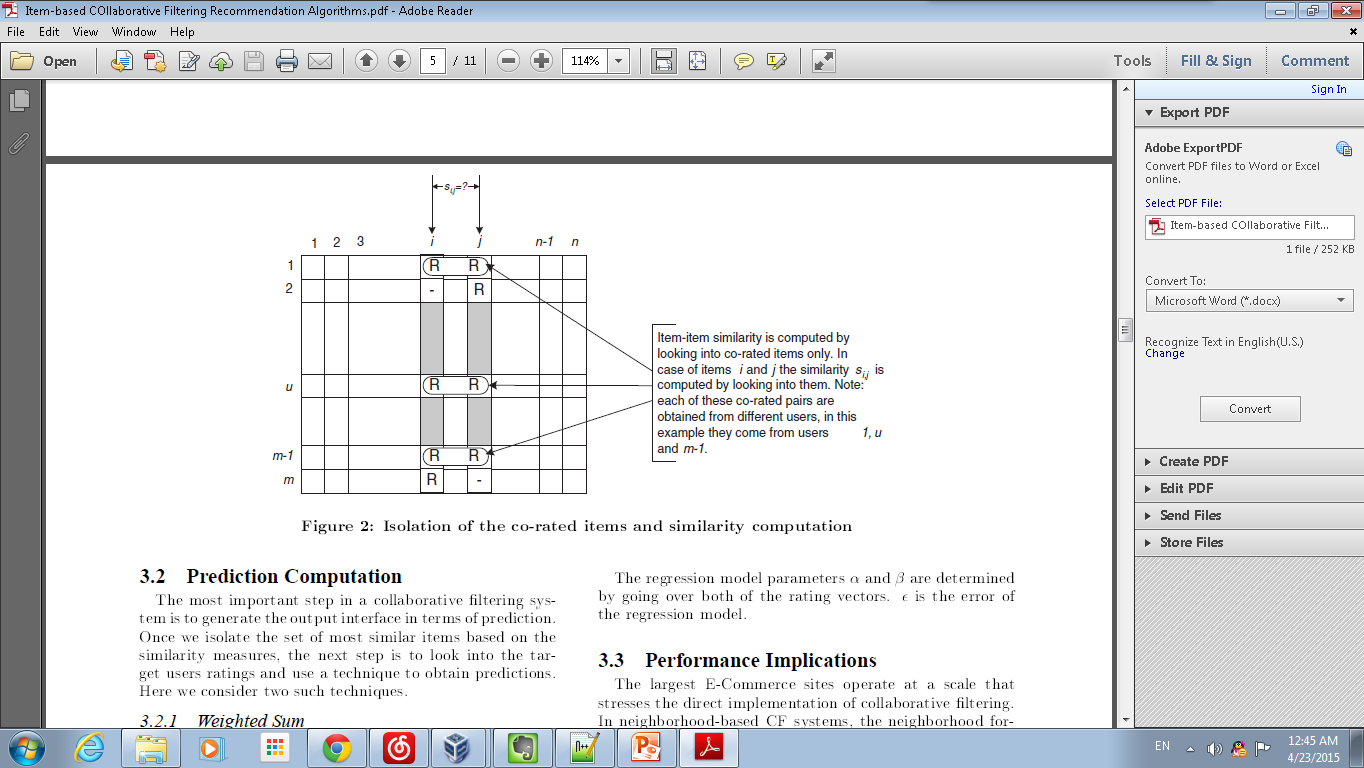 Item-based COllaborative Filtering Recommendation Algorithms.pdf - Adobe Reader
File Edit View Window Help
Open 5 / 11 114% Tools Fill & Sign Comment
Sign In
Export PDF
Adobe ExportPDF
Convert PDF files to Word or Excel
online.
Select PDF File:
Item-based COllaborative Filt...
1 file / 252 KB
Convert To:
Microsoft Word (*.docx)
Recognize Text in English(U.S.)
Change
Convert
Create PDF
Edit PDF
Send Files
Store Files
si,j=?
1 2 3 i j n-1 n
1 R R
2 - R
u R R
m-1 R R
m R -
Item-item similarity is computed by
looking into co-rated items only. In
case of items i and j the similarity si,j is
computed by looking into them. Note:
each of these co-rated pairs are
obtained from different users, in this
example they come from users 1, u
and m-1.
Figure 2: Isolation of the co-rated items and similarity computation
3.2 Prediction Computation
The most important step in a collaborative filtering sys-
tem is to generate the output interface in terms of prediction.
Once we isolate the set of most similar items based on the
similarity measures, the next step is to look into the tar-
get users ratings and use a technique to obtain predictions.
Here we consider two such techniques.
3.2.1 Weighted Sum
The regression model parameters α and β are determined
by going over both of the rating vectors. ϵ is the error of
the regression model.
3.3 Performance Implications
The largest E-Commerce sites operate at a scale that
stresses the direct implementation of collaborative filtering.
In neighborhood-based CF systems, the neighborhood for-
EN
12:45 AM
4/23/2015